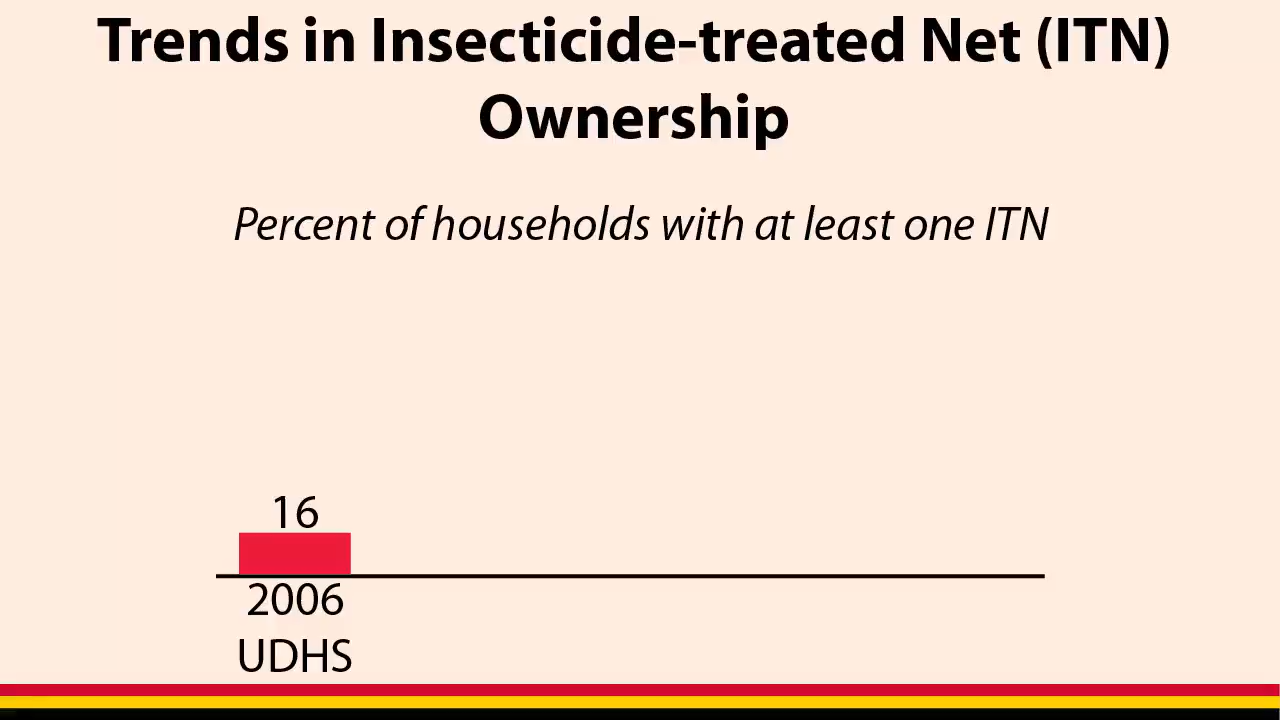 Trends in Insecticide-treated Net (ITN)
Ownership
Percent of households with at least one ITN
16
2006
UDHS